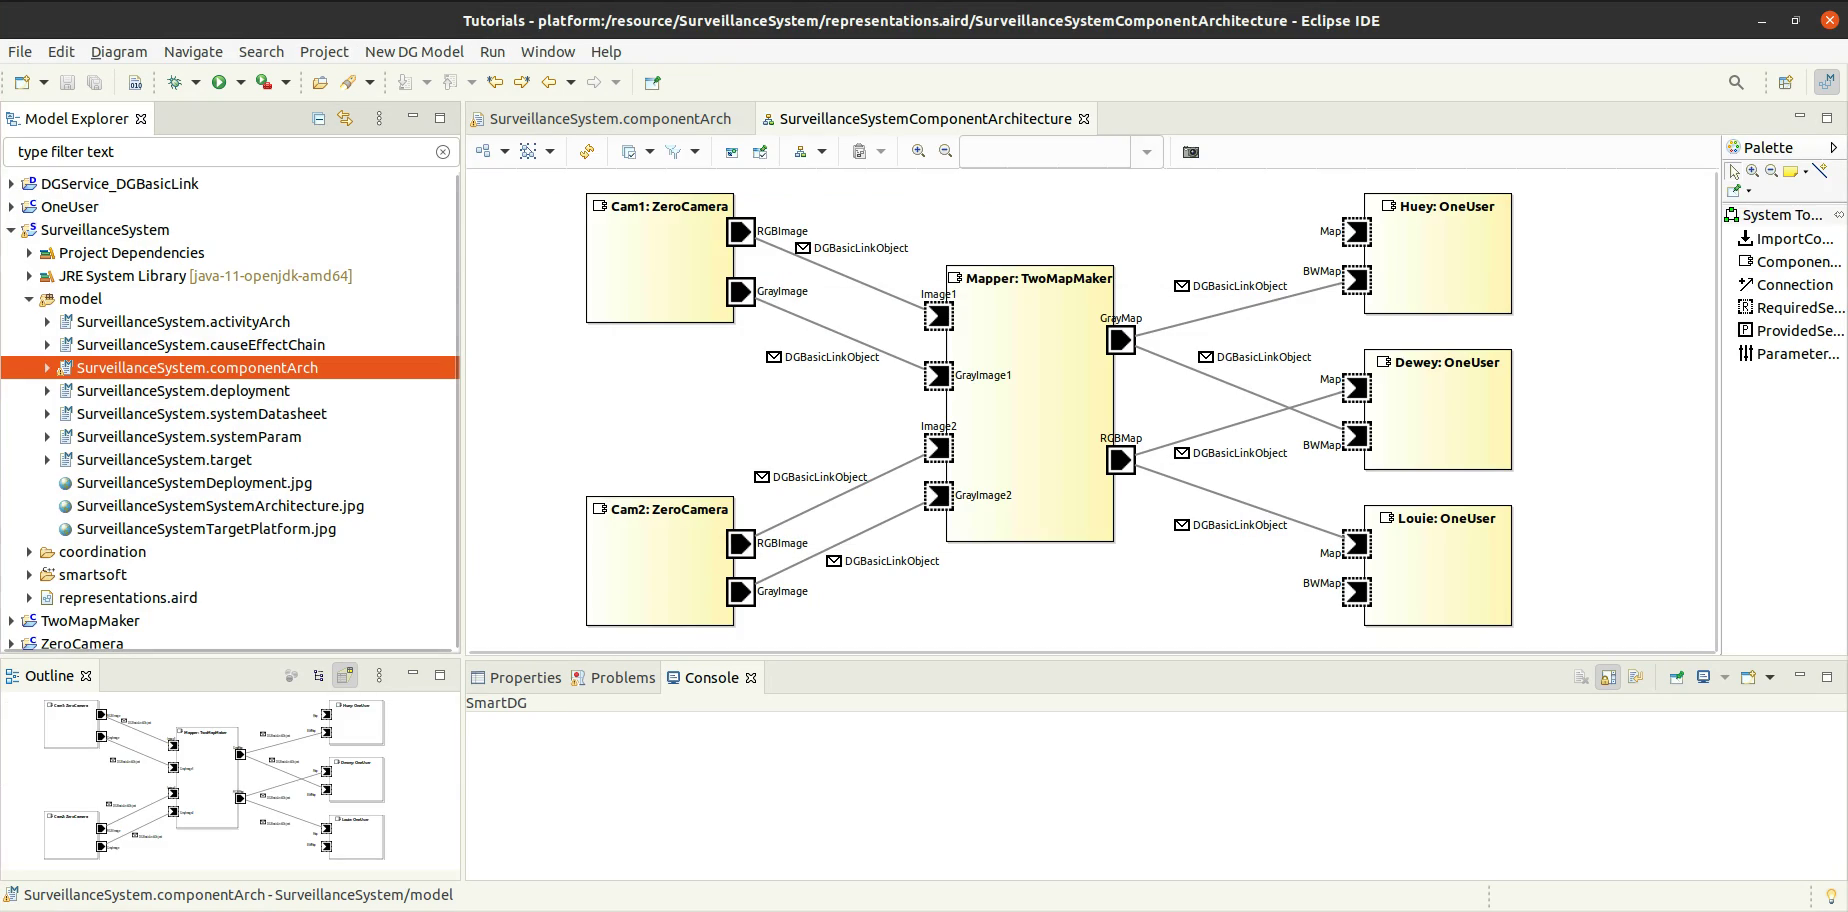 Tutorials - platform:/resource/SurveillanceSystem/representations.aird/SurveillanceSystemComponentArchitecture - Eclipse IDE
File Edit Diagram Navigate Search Project New DG Model Run Window Help
Model Explorer
type filter text
DGService_DGBasicLink
OneUser
SurveillanceSystem
Project Dependencies
JRE System Library [java-11-openjdk-amd64]
model
SurveillanceSystem.activityArch
SurveillanceSystem.causeEffectChain
SurveillanceSystem.componentArch
SurveillanceSystem.deployment
SurveillanceSystem.systemDatasheet
SurveillanceSystem.systemParam
SurveillanceSystem.target
SurveillanceSystemDeployment.jpg
SurveillanceSystemSystemArchitecture.jpg
SurveillanceSystemTargetPlatform.jpg
coordination
smartsoft
representations.aird
TwoMapMaker
ZeroCamera
SurveillanceSystem.componentArch
SurveillanceSystemComponentArchitecture
Cam1: ZeroCamera
RGBImage
GrayImage
DGBasicLinkObject
DGBasicLinkObject
Cam2: ZeroCamera
RGBImage
GrayImage
DGBasicLinkObject
DGBasicLinkObject
Mapper: TwoMapMaker
Image1
GrayImage1
Image2
GrayImage2
GrayMap
RGBMap
DGBasicLinkObject
DGBasicLinkObject
DGBasicLinkObject
DGBasicLinkObject
Huey: OneUser
Map
BWMap
Dewey: OneUser
Map
BWMap
Louie: OneUser
Map
BWMap
Palette
System To...
ImportCo...
Componen...
Connection
RequiredSe...
ProvidedSe...
Parameter...
Outline
Properties Problems Console
SmartDG
SurveillanceSystem.componentArch - SurveillanceSystem/model